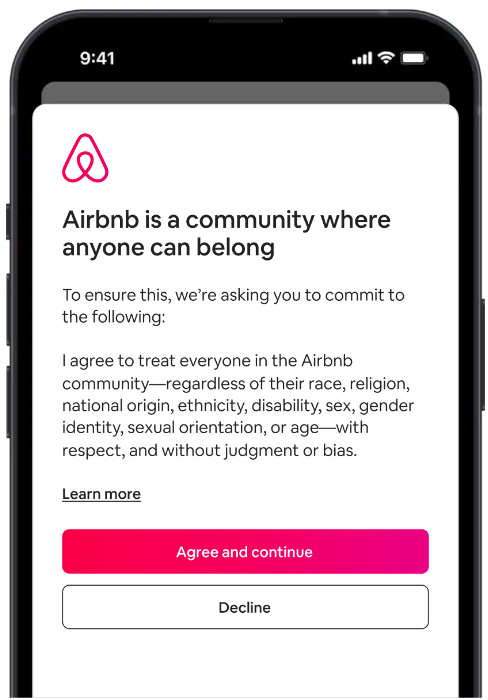 9:41
Airbnb is a community where
anyone can belong
To ensure this, we’re asking you to commit to
the following:
I agree to treat everyone in the Airbnb
community—regardless of their race, religion,
national origin, ethnicity, disability, sex, gender
identity, sexual orientation, or age—with
respect, and without judgment or bias.
Learn more
Agree and continue
Decline